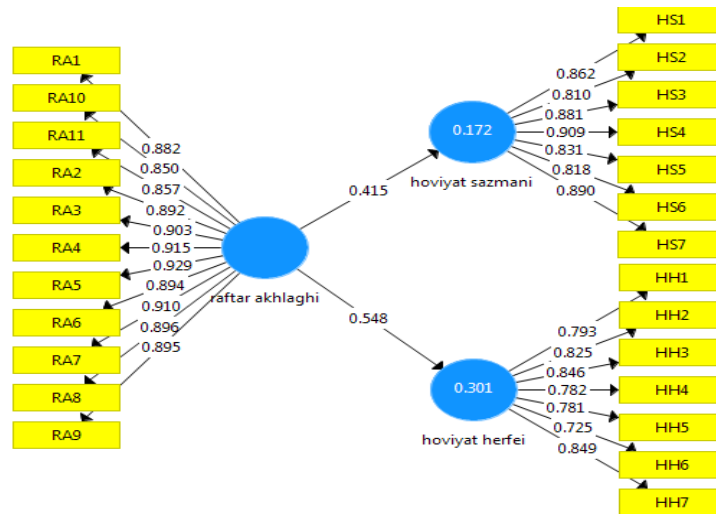 RA1
RA10
RA11
RA2
RA3
RA4
RA5
RA6
RA7
RA8
RA9
0.882
0.850
0.857
0.892
0.903
0.915
0.929
0.894
0.910
0.896
0.895
raftar akhlaghi
0.415
0.548
0.172
hoviyat sazmani
0.301
hoviyat herfei
0.862
0.810
0.881
0.909
0.831
0.818
0.890
HS1
HS2
HS3
HS4
HS5
HS6
HS7
0.793
0.825
0.846
0.782
0.781
0.725
0.849
HH1
HH2
HH3
HH4
HH5
HH6
HH7